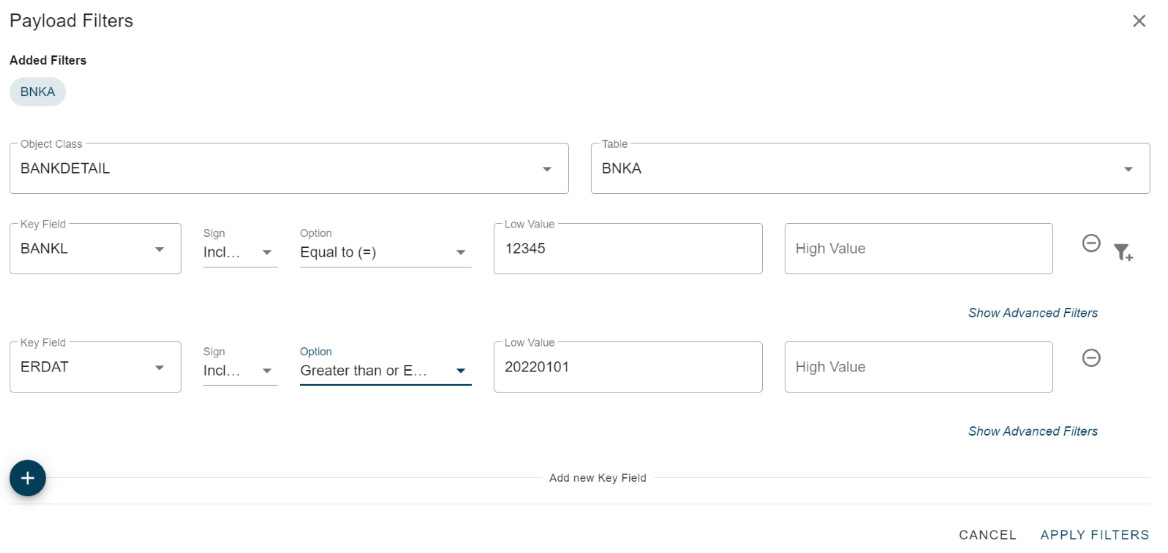 Payload Filters
Added Filters
BNKA
Object Class
BANKDETAIL
Table
BNKA
Key Field
BANKL
Sign
Incl...
Option
Equal to (=)
Low Value
12345
High Value
Show Advanced Filters
Key Field
ERDAT
Sign
Incl...
Option
Greater than or E...
Low Value
20220101
High Value
Show Advanced Filters
Add new Key Field
CANCEL APPLY FILTERS